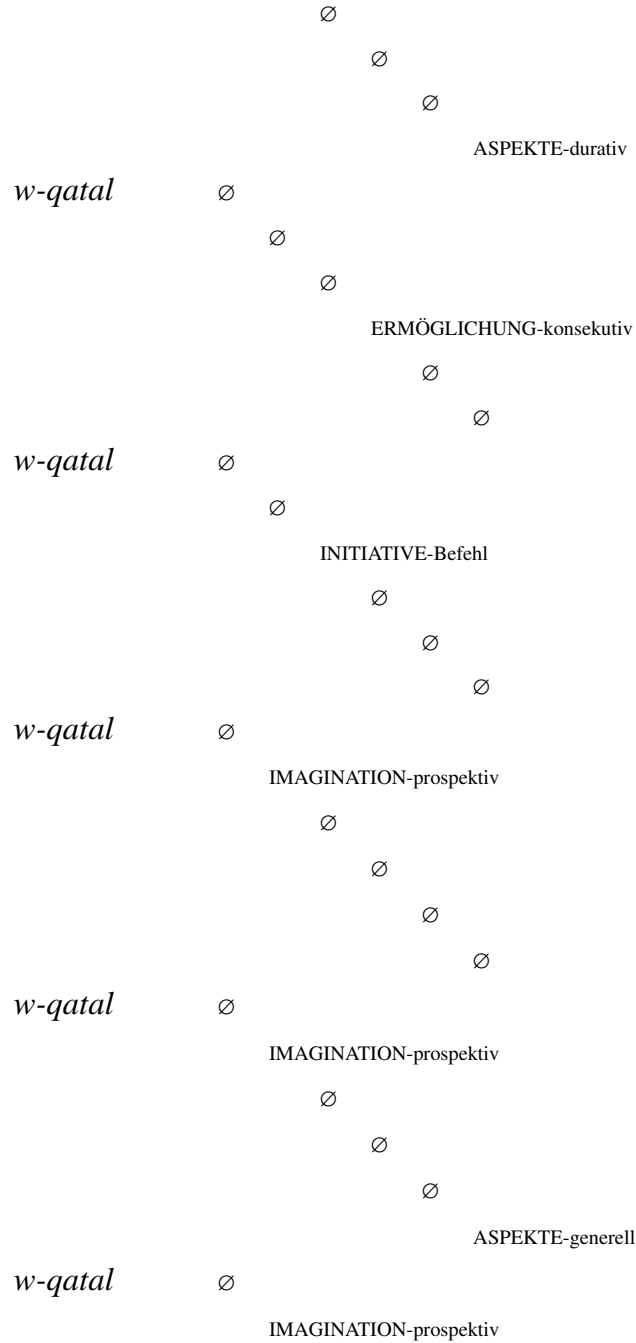 ∅
∅
∅
ASPEKTE-durativ
w-qatal ∅
∅
∅
ERMÖGLICHUNG-konsekutiv
∅
∅
w-qatal ∅
∅
INITIATIVE-Befehl
∅
∅
∅
w-qatal ∅
IMAGINATION-prospektiv
∅
∅
∅
∅
w-qatal ∅
IMAGINATION-prospektiv
∅
∅
∅
ASPEKTE-generell
w-qatal ∅
IMAGINATION-prospektiv